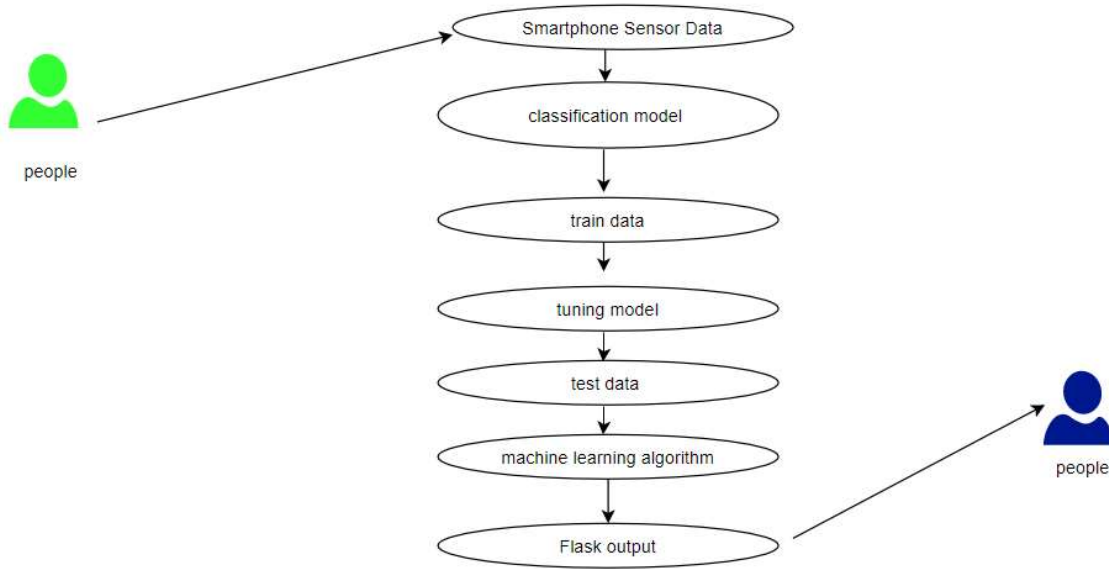 Smartphone Sensor Data
classification model
people
train data
tuning model
test data
machine learning algorithm
people
Flask output